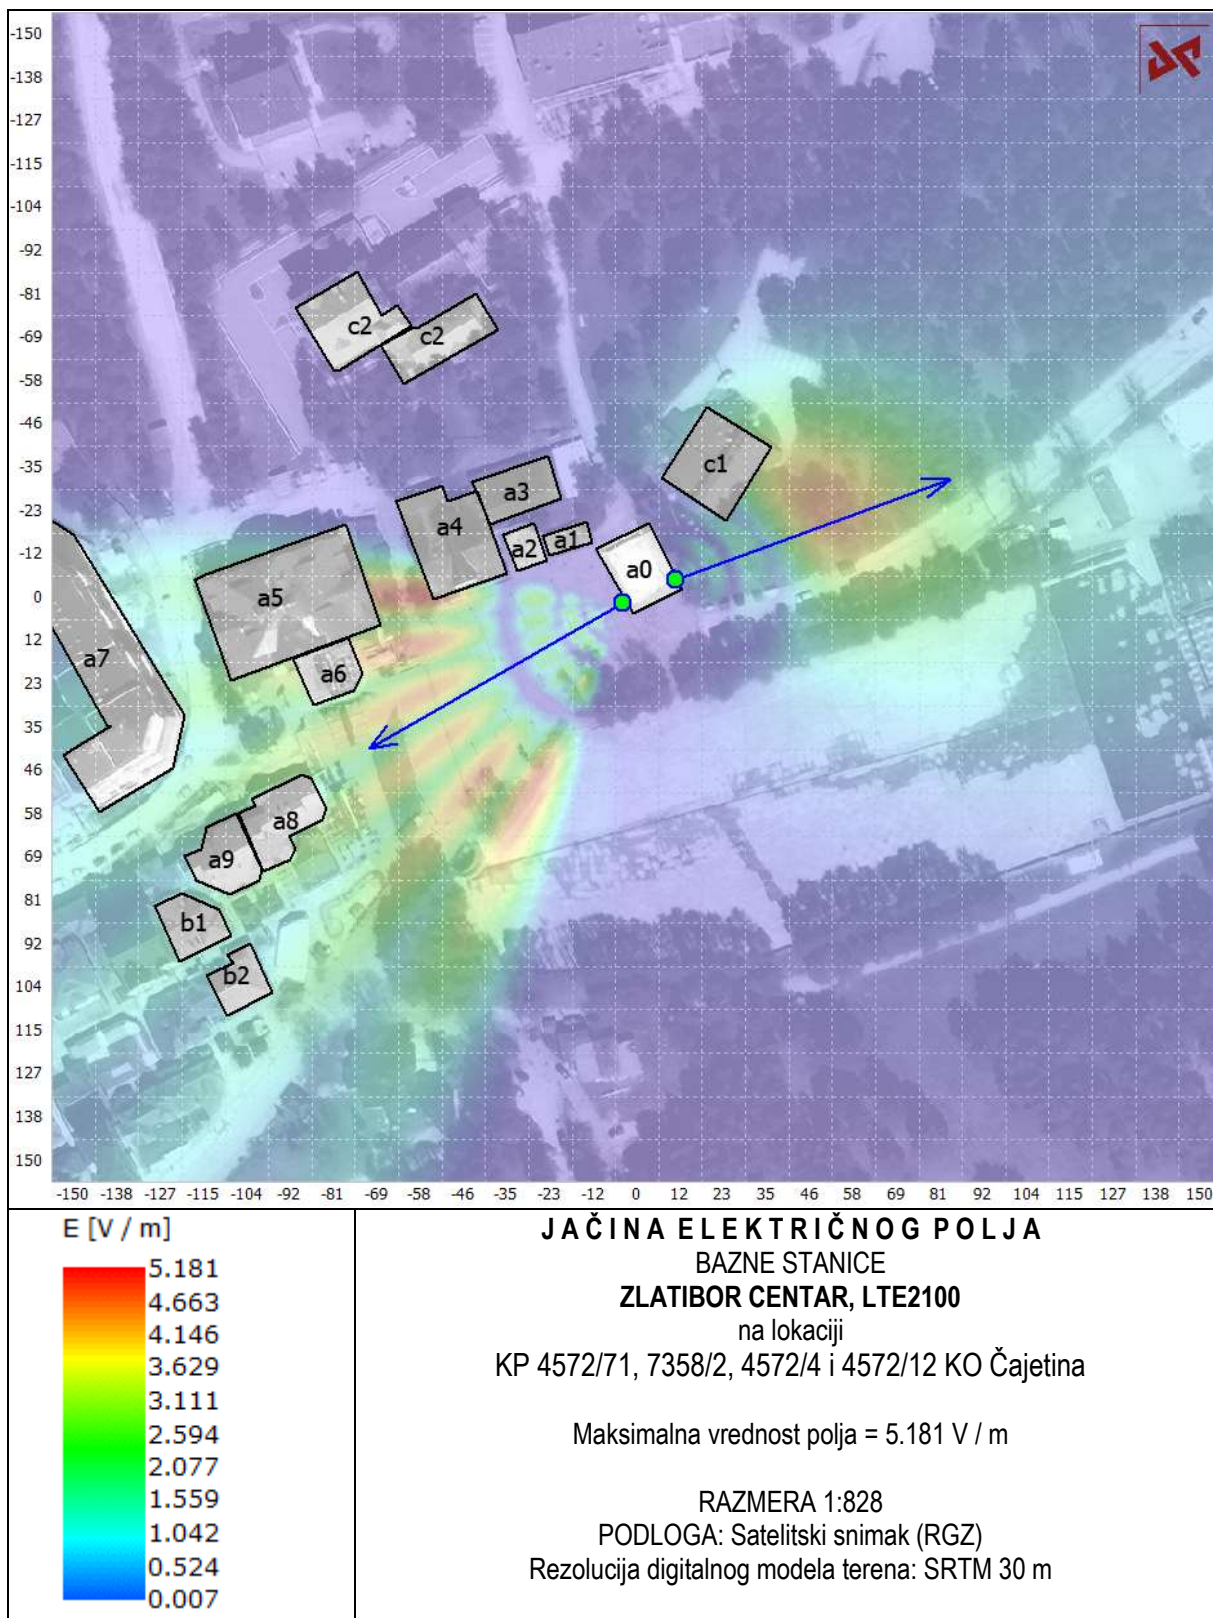 -150
-138
-127
-115
-104
-92
-81
-69
-58
-46
-35
-23
-12
0
12
23
35
46
58
69
81
92
104
115
127
138
150
c2
c2
c1
a3
a4
a2 a1
a0
a5
a7
a6
a8
a9
b1
b2
-150 -138 -127 -115 -104 -92 -81 -69 -58 -46 -35 -23 -12 0 12 23 35 46 58 69 81 92 104 115 127 138 150
E [V / m]
5.181
4.663
4.146
3.629
3.111
2.594
2.077
1.559
1.042
0.524
0.007
JAČINA ELEKTRIČNOG POLJA
BAZNE STANICE
ZLATIBOR CENTAR, LTE2100
na lokaciji
KP 4572/71, 7358/2, 4572/4 i 4572/12 KO Čajetina
Maksimalna vrednost polja = 5.181 V / m
RAZMERA 1:828
PODLOGA: Satelitski snimak (RGZ)
Rezolucija digitalnog modela terena: SRTM 30 m